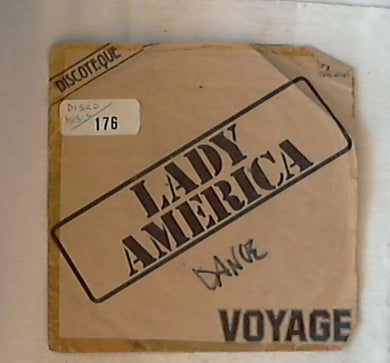 DISCOTEQUE
DISCO
MUSIC 176
LADY
AMERICA
DANCE
VOYAGE